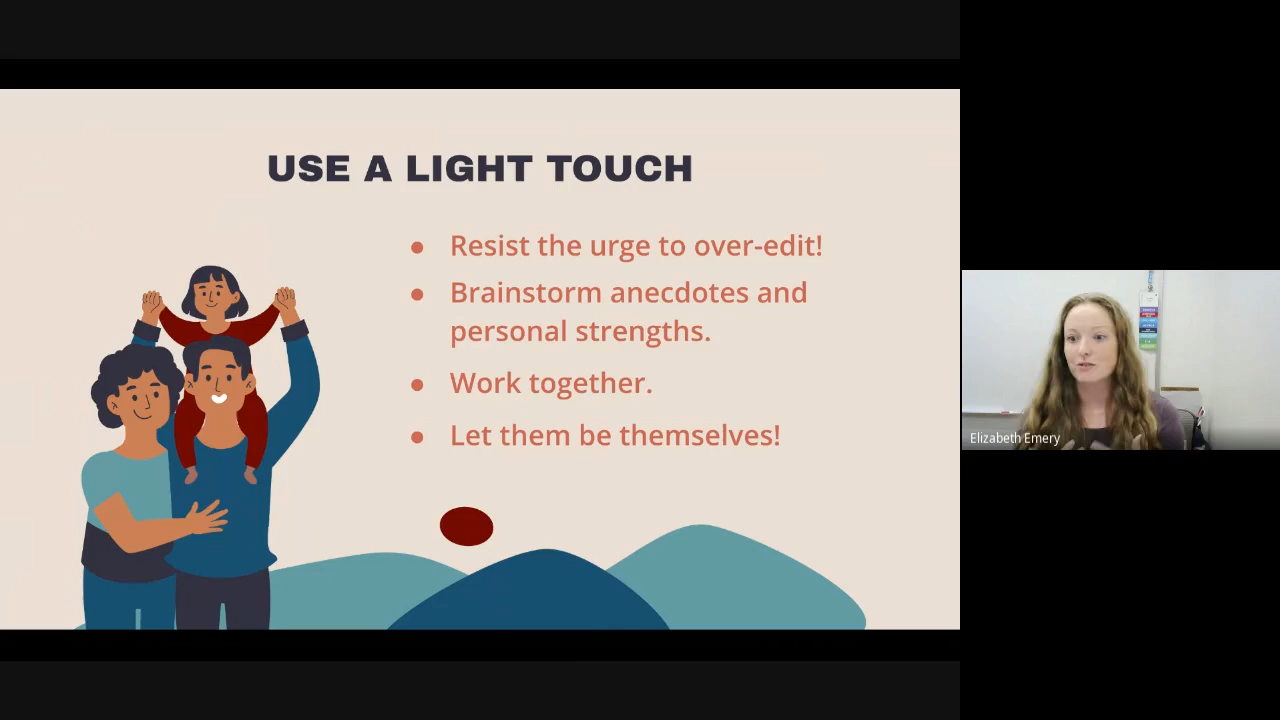 USE A LIGHT TOUCH
● Resist the urge to over-edit!
● Brainstorm anecdotes and
personal strengths.
● Work together.
● Let them be themselves!
Elizabeth Emery